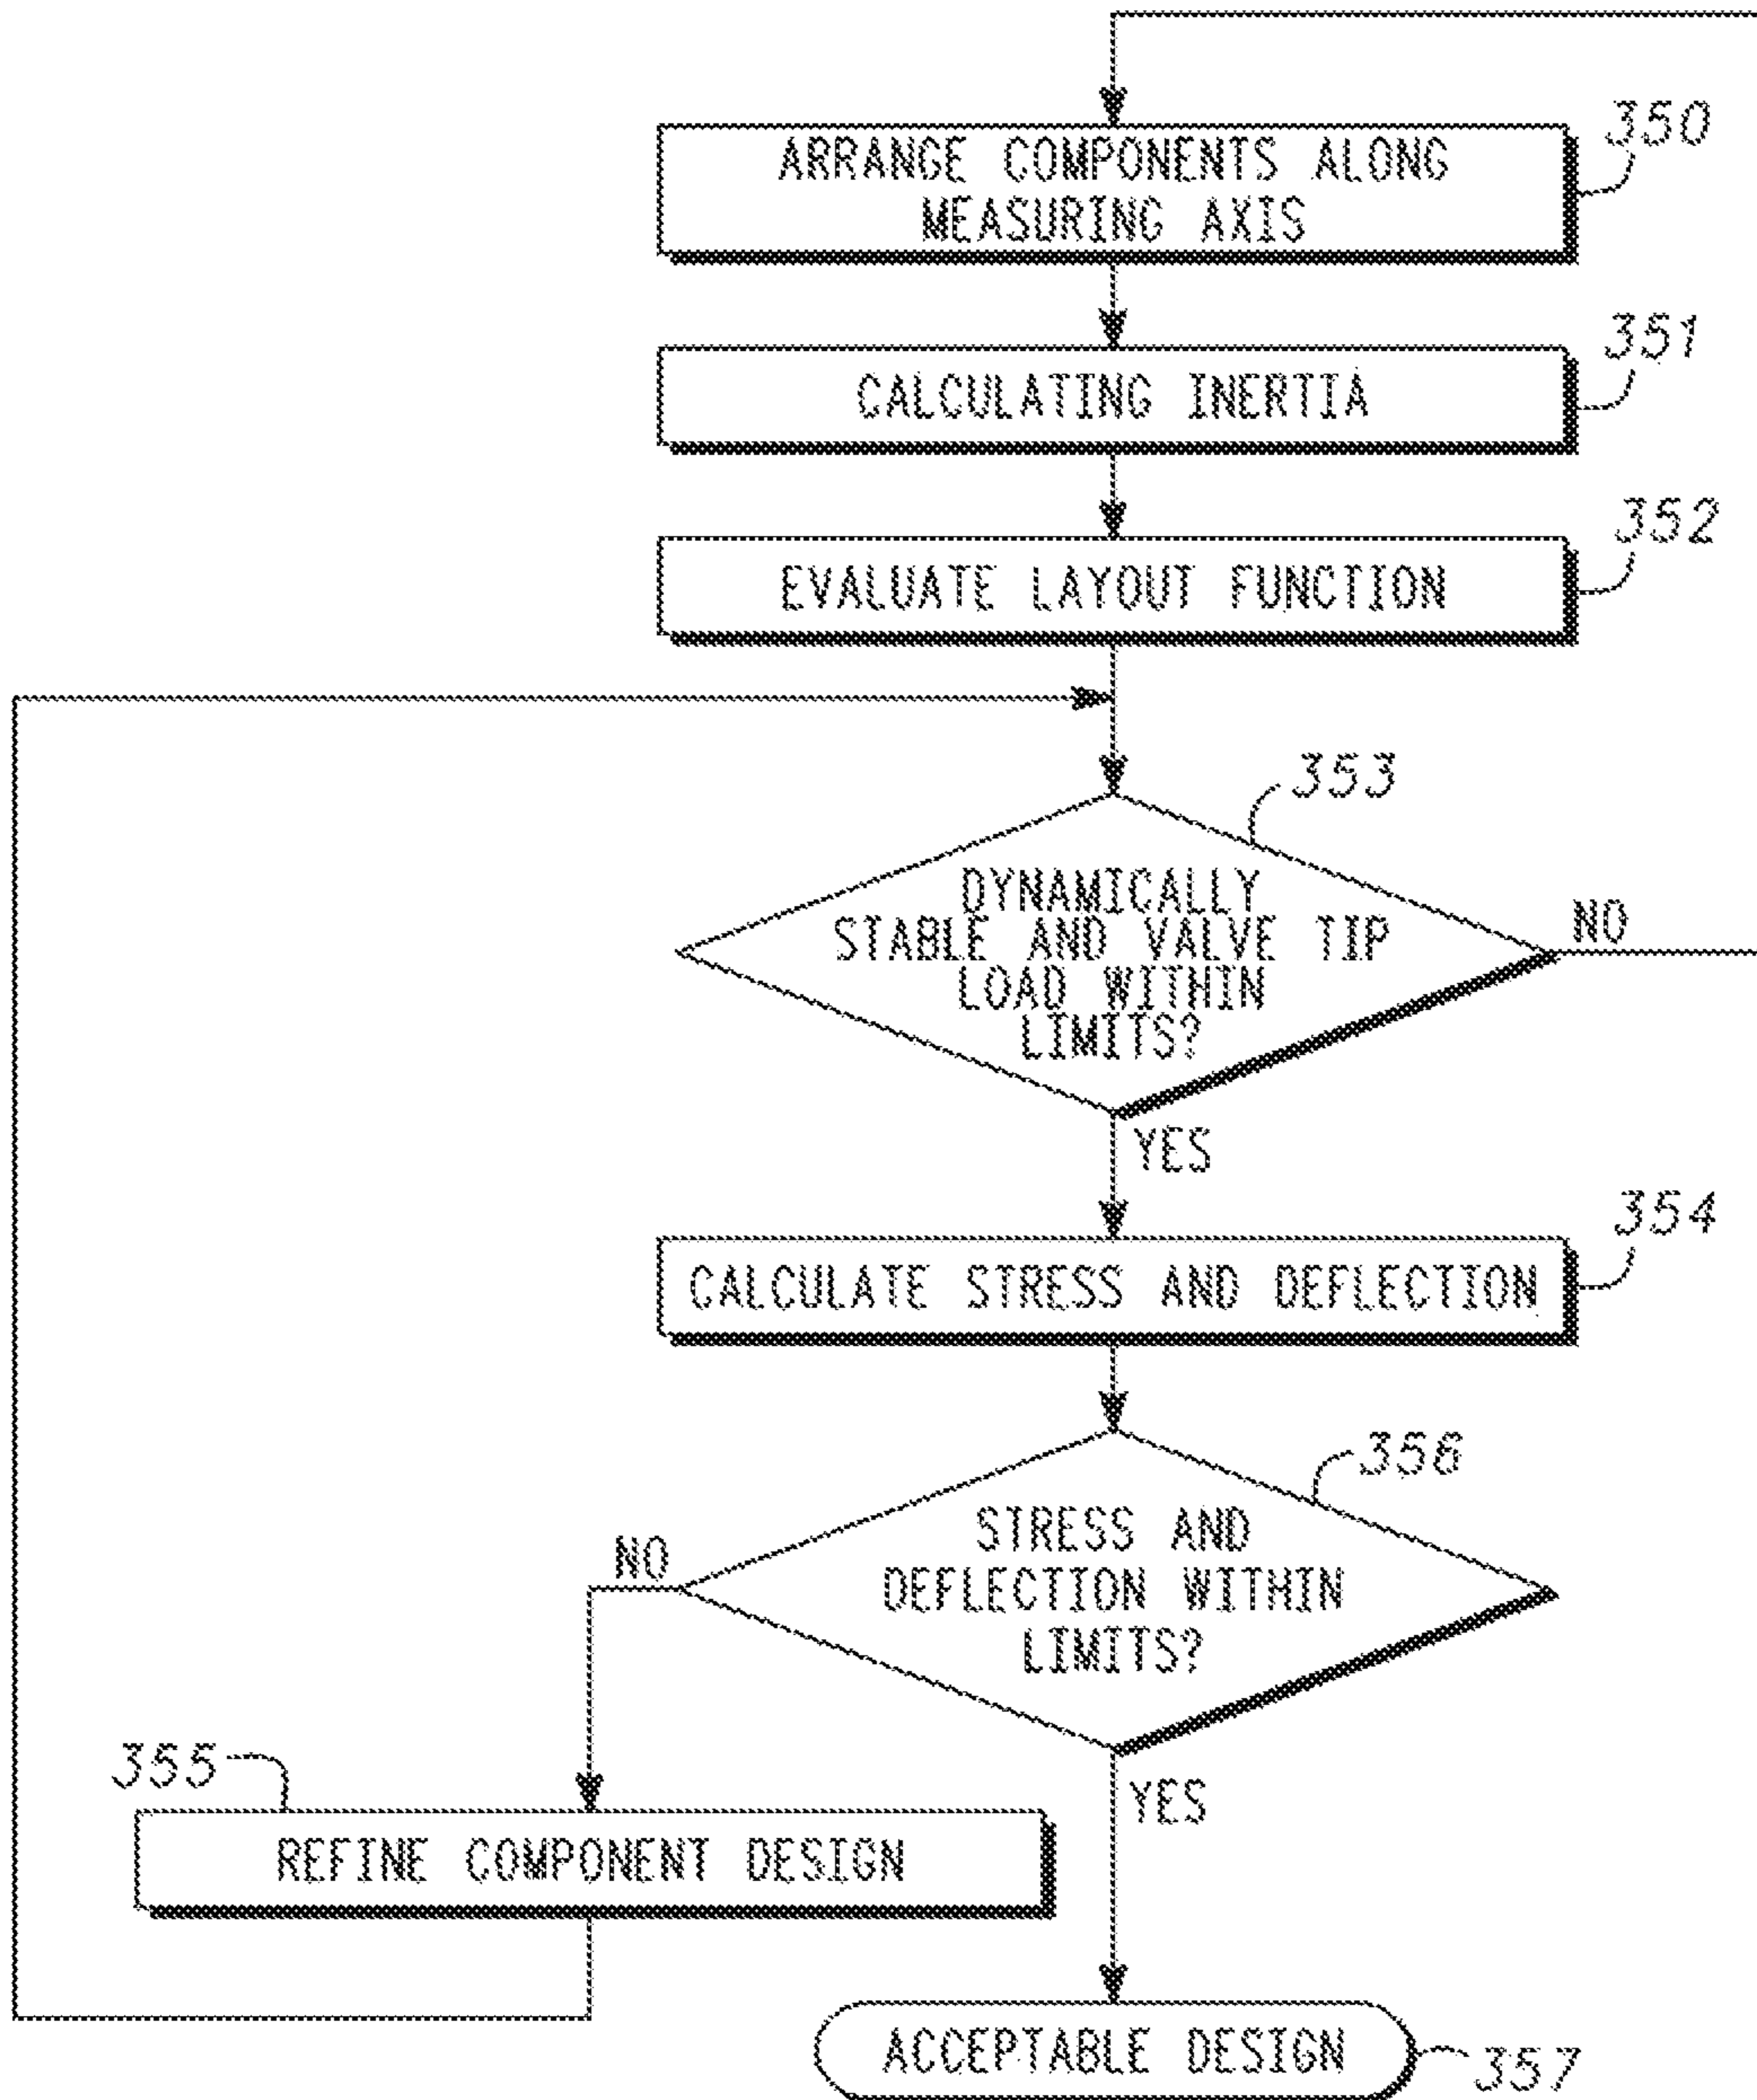 350
ARRANGE COMPONENTS ALONG
MEASURING AXIS
351
CALCULATING INERTIA
352
EVALUATE LAYOUT FUNCTION
353
DYNAMICALLY
STABLE AND VALVE TIP
LOAD WITHIN
LIMITS?
NO
YES
354
CALCULATE STRESS AND DEFLECTION
356
STRESS AND
DEFLECTION WITHIN
LIMITS?
NO
YES
355
REFINE COMPONENT DESIGN
ACCEPTABLE DESIGN
357